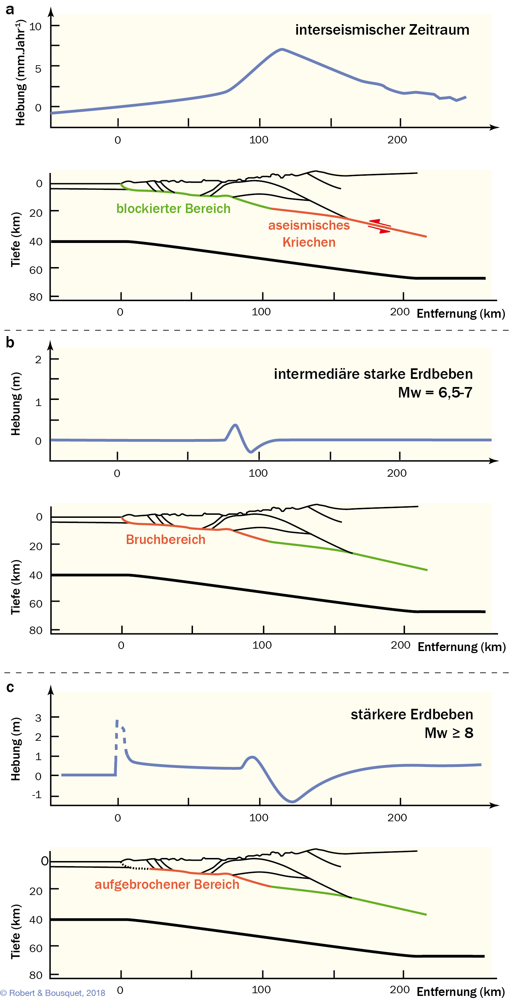 a
Hebung (mm.Jahr-1)
10
5
0
interseismischer Zeitraum
0 100 200
Tiefe (km)
0
20
40
60
80
blockierter Bereich
aseismisches
Kriechen
0 100 200 Entfernung (km)
b
Hebung (m)
2
1
0
intermediäre starke Erdbeben
Mw = 6,5-7
0 100 200
Tiefe (km)
0
20
40
60
80
Bruchbereich
0 100 200 Entfernung (km)
c
Hebung (m)
3
2
1
0
-1
stärkere Erdbeben
Mw ≥ 8
0 100 200
Tiefe (km)
0
20
40
60
80
aufgebrochener Bereich
0 100 200 Entfernung (km)
© Robert & Bousquet, 2018